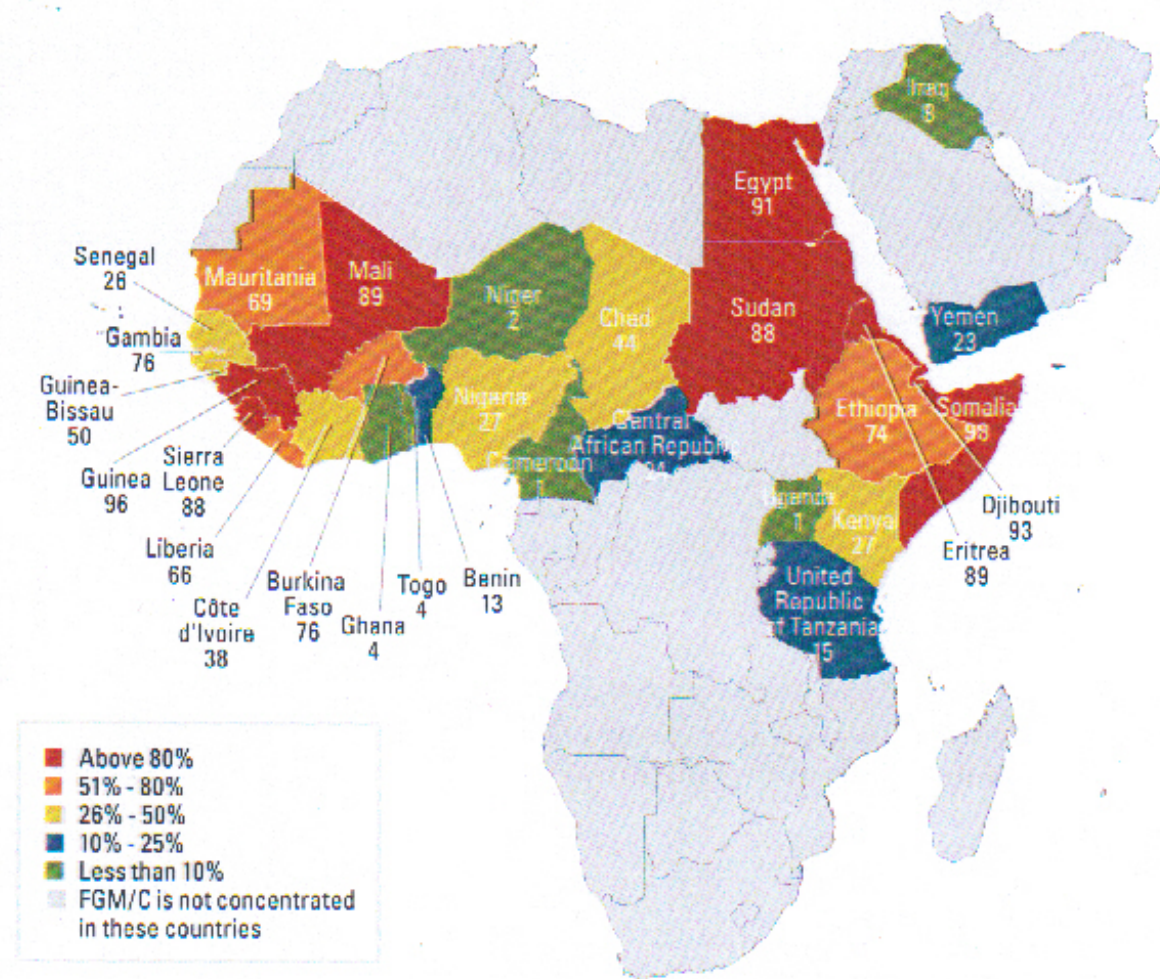 Iraq
8
Egypt
91
Senegal
26
Mauritania
69
Mali
89
Niger
2
Chad
44
Sudan
88
Yemen
23
Gambia
76
Guinea-
Bissau
50
Nigeria
27
Central
African Republic
Ethiopia
74
Somalia
98
Guinea
96
Sierra
Leone
88
Cameroon
1
Uganda
1
Kenya
27
Djibouti
93
Eritrea
89
Liberia
66
Côte
d'Ivoire
38
Burkina
Faso
76
Ghana
4
Togo
4
Benin
13
United
Republic
of Tanzania
15
Above 80%
51% - 80%
26% - 50%
10% - 25%
Less than 10%
FGM/C is not concentrated
in these countries